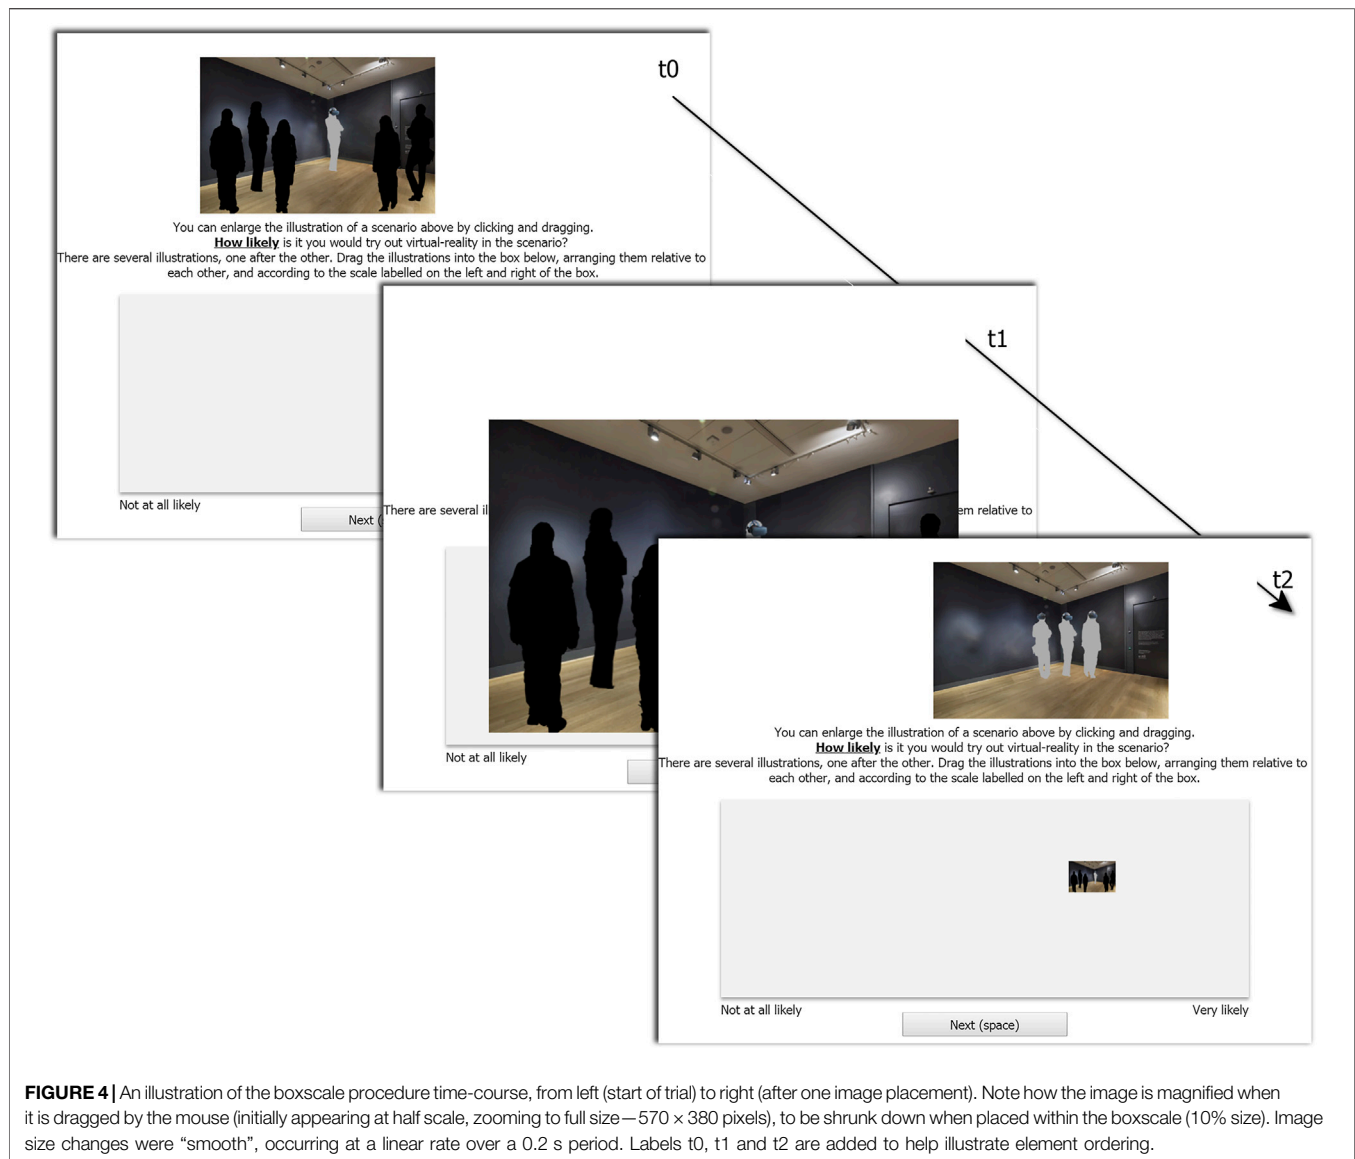 t0
You can enlarge the illustration of a scenario above by clicking and dragging.
How likely is it you would try out virtual-reality in the scenario?
There are several illustrations, one after the other. Drag the illustrations into the box below, arranging them relative to
each other, and according to the scale labelled on the left and right of the box.
Not at all likely
Next (
t1
There are several il
em relative to
Not at all likely
t2
You can enlarge the illustration of a scenario above by clicking and dragging.
How likely is it you would try out virtual-reality in the scenario?
There are several illustrations, one after the other. Drag the illustrations into the box below, arranging them relative to
each other, and according to the scale labelled on the left and right of the box.
Not at all likely
Very likely
Next (space)
FIGURE 4 | An illustration of the boxscale procedure time-course, from left (start of trial) to right (after one image placement). Note how the image is magnified when
it is dragged by the mouse (initially appearing at half scale, zooming to full size—570 × 380 pixels), to be shrunk down when placed within the boxscale (10% size). Image
size changes were “smooth”, occurring at a linear rate over a 0.2 s period. Labels t0, t1 and t2 are added to help illustrate element ordering.